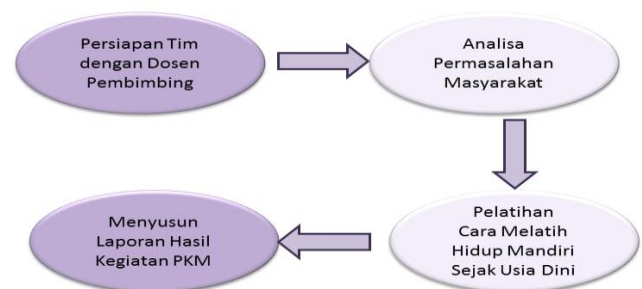 Persiapan Tim
dengan Dosen
Pembimbing
Analisa
Permasalahan
Masyarakat
Pelatihan
Cara Melatih
Hidup Mandiri
Sejak Usia Dini
Menyusun
Laporan Hasil
Kegiatan PKM